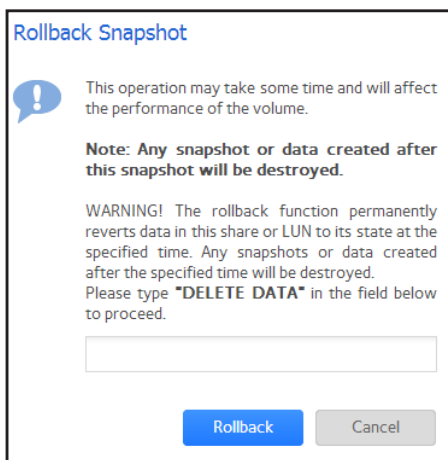 Rollback Snapshot
This operation may take some time and will affect
the performance of the volume.
Note: Any snapshot or data created after
this snapshot will be destroyed.
WARNING! The rollback function permanently
reverts data in this share or LUN to its state at the
specified time. Any snapshots or data created
after the specified time will be destroyed.
Please type "DELETE DATA" in the field below
to proceed.
Rollback
Cancel